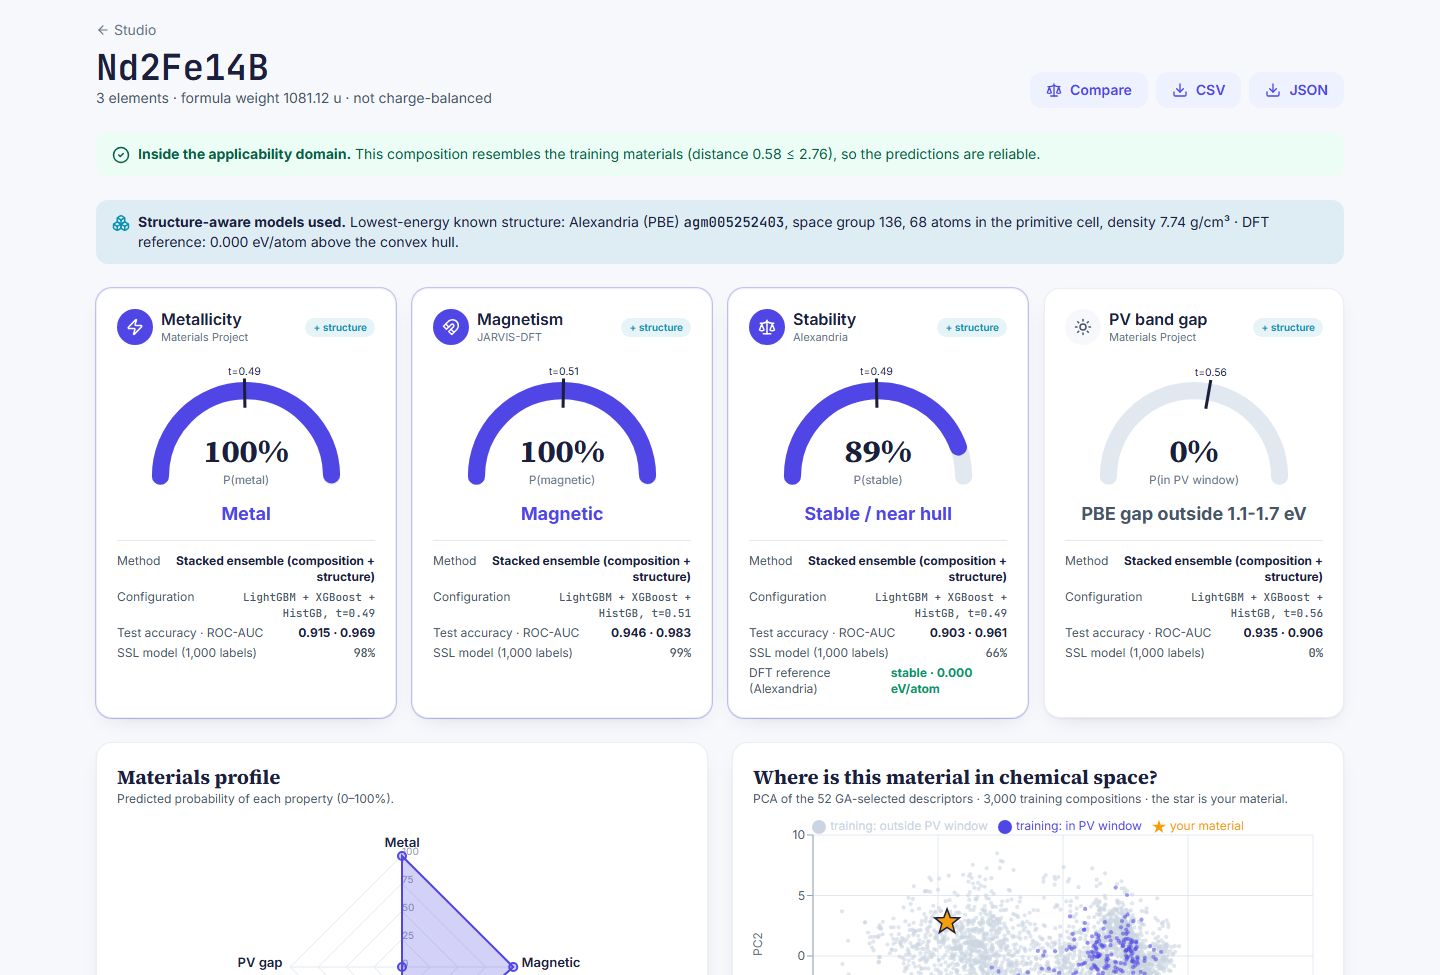 ← Studio
Nd2Fe14B
3 elements · formula weight 1081.12 u · not charge-balanced
Compare
CSV
JSON
Inside the applicability domain. This composition resembles the training materials (distance 0.58 ≤ 2.76), so the predictions are reliable.
Structure-aware models used. Lowest-energy known structure: Alexandria (PBE) agm005252403, space group 136, 68 atoms in the primitive cell, density 7.74 g/cm³ · DFT
reference: 0.000 eV/atom above the convex hull.
Metallicity
Materials Project
+ structure
t=0.49
100%
P(metal)
Metal
Method Stacked ensemble (composition +
structure)
Configuration LightGBM + XGBoost +
HistGB, t=0.49
Test accuracy · ROC-AUC 0.915 · 0.969
SSL model (1,000 labels) 98%
Magnetism
JARVIS-DFT
+ structure
t=0.51
100%
P(magnetic)
Magnetic
Method Stacked ensemble (composition +
structure)
Configuration LightGBM + XGBoost +
HistGB, t=0.51
Test accuracy · ROC-AUC 0.946 · 0.983
SSL model (1,000 labels) 99%
Stability
Alexandria
+ structure
t=0.49
89%
P(stable)
Stable / near hull
Method Stacked ensemble (composition +
structure)
Configuration LightGBM + XGBoost +
HistGB, t=0.49
Test accuracy · ROC-AUC 0.903 · 0.961
SSL model (1,000 labels) 66%
DFT reference stable · 0.000
(Alexandria) eV/atom
PV band gap
Materials Project
+ structure
t=0.56
0%
P(in PV window)
PBE gap outside 1.1-1.7 eV
Method Stacked ensemble (composition +
structure)
Configuration LightGBM + XGBoost +
HistGB, t=0.56
Test accuracy · ROC-AUC 0.935 · 0.906
SSL model (1,000 labels) 0%
Materials profile
Predicted probability of each property (0–100%).
Metal
100
75
50
25
0
PV gap
Magnetic
Where is this material in chemical space?
PCA of the 52 GA-selected descriptors · 3,000 training compositions · the star is your material.
training: outside PV window
training: in PV window
your material
10
5
0
PC2